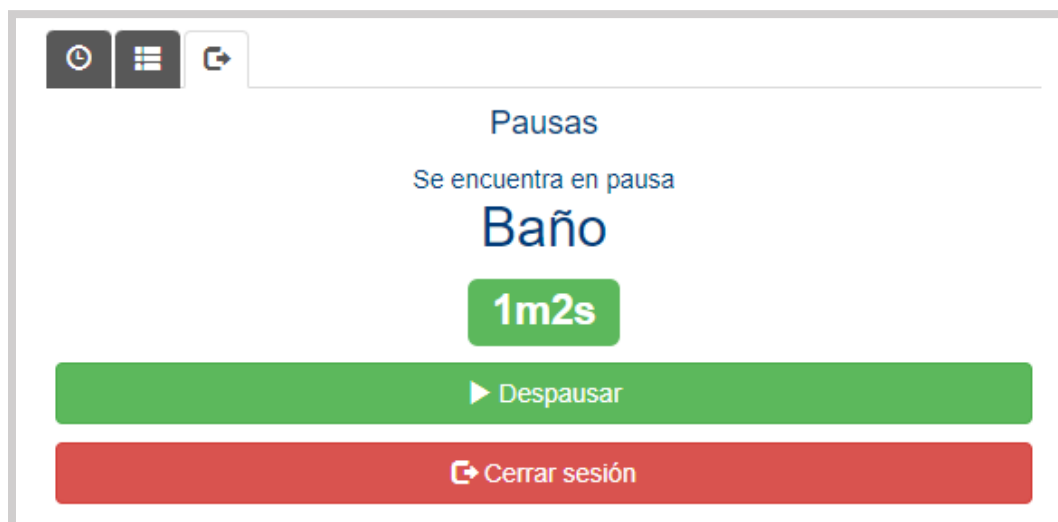 Pausas
Se encuentra en pausa
Baño
1m2s
Despausar
Cerrar sesión